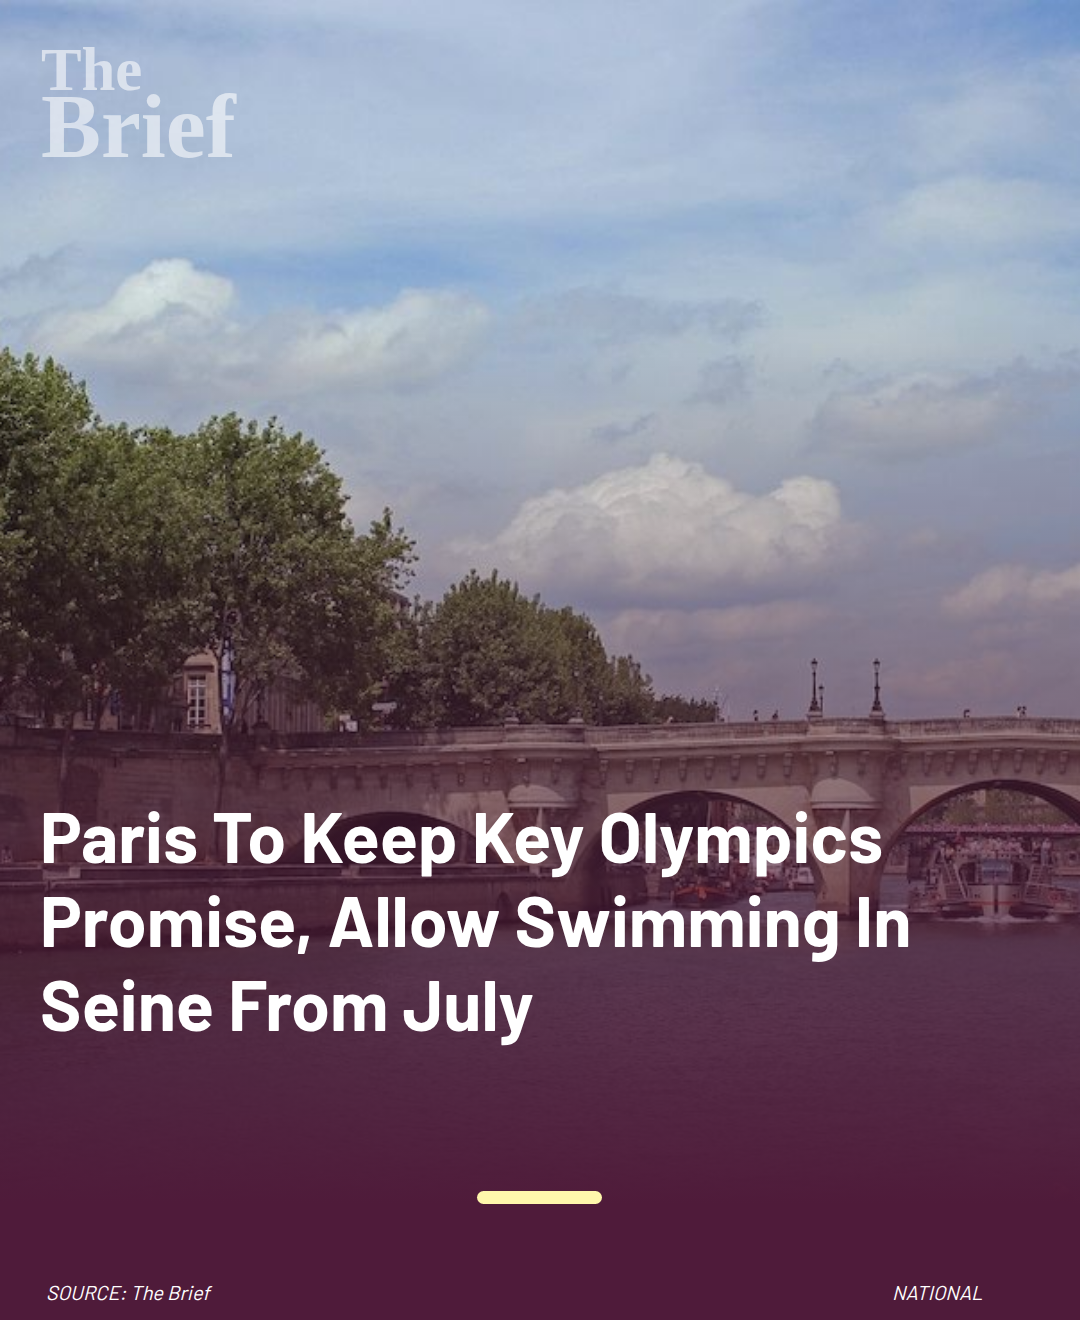 The
Brief
Paris To Keep Key Olympics
Promise, Allow Swimming In
Seine From July
SOURCE: The Brief
NATIONAL